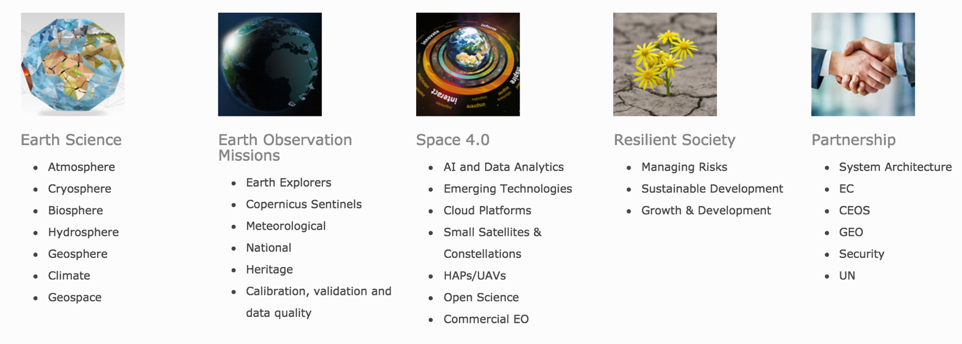 innovate
interact
inspire
Earth Science
Atmosphere
Cryosphere
Biosphere
Hydrosphere
Geosphere
Climate
Geospace
Earth Observation
Missions
Earth Explorers
Copernicus Sentinels
Meteorological
National
Heritage
Calibration, validation and
data quality
Space 4.0
AI and Data Analytics
Emerging Technologies
Cloud Platforms
Small Satellites &
Constellations
HAPs/UAVs
Open Science
Commercial EO
Resilient Society
Managing Risks
Sustainable Development
Growth & Development
Partnership
System Architecture
EC
CEOS
GEO
Security
UN